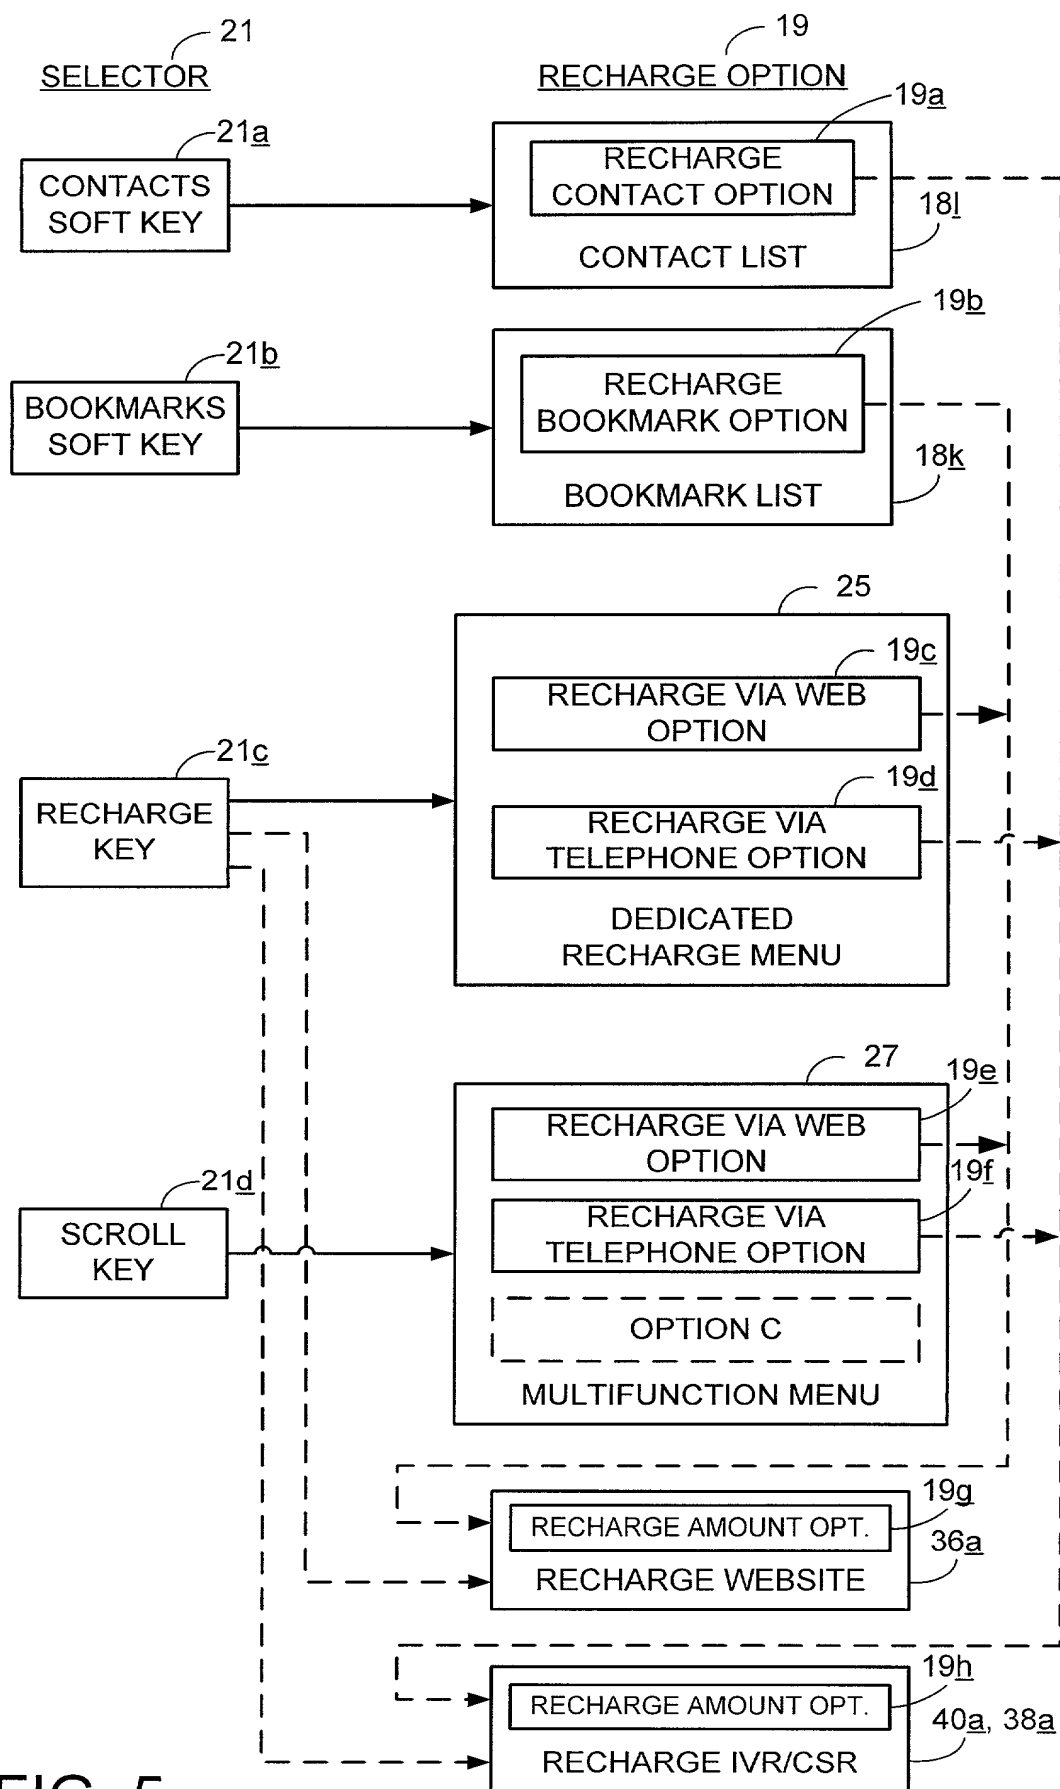 21
SELECTOR
19
RECHARGE OPTION
19a
21a
CONTACTS
SOFT KEY
RECHARGE
CONTACT OPTION
18l
CONTACT LIST
19b
21b
BOOKMARKS
SOFT KEY
RECHARGE
BOOKMARK OPTION
18k
BOOKMARK LIST
25
19c
RECHARGE VIA WEB
OPTION
21c
RECHARGE
KEY
19d
RECHARGE VIA
TELEPHONE OPTION
DEDICATED
RECHARGE MENU
27
19e
RECHARGE VIA WEB
OPTION
19f
21d
SCROLL
KEY
RECHARGE VIA
TELEPHONE OPTION
OPTION C
MULTIFUNCTION MENU
19g
RECHARGE AMOUNT OPT.
36a
RECHARGE WEBSITE
19h
RECHARGE AMOUNT OPT.
40a, 38a
RECHARGE IVR/CSR
FIG. 5